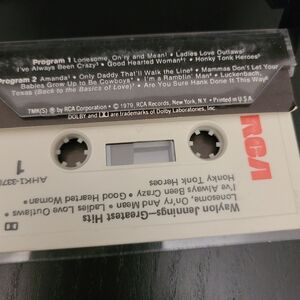 Program 1 Lonesome, On'ry and Mean! • Ladies Love Outlaws!
I've Always Been Crazy! • Good Hearted Woman†! • Honky Tonk Heroes!
Program 2 Amanda! • Only Daddy That'll Walk the Line! • Mammas Don't Let Your
Babies Grow Up to Be Cowboys! • I'm a Ramblin' Man! • Luckenbach,
Texas (Back to the Basics of Love)! • Are You Sure Hank Done It This Way!
TMK(S) ® by RCA Corporation • © 1979, RCA Records, New York, N.Y. • Printed in U.S.A.
DOLBY and are trademarks of Dolby Laboratories, Inc.
RCA
1
AHK1-337
Waylon Jennings—Greatest Hits
Lonesome, On'ry And Mean • Ladies Love Outlaws •
I've Always Been Crazy • Good Hearted Woman •
Honky Tonk Heroes